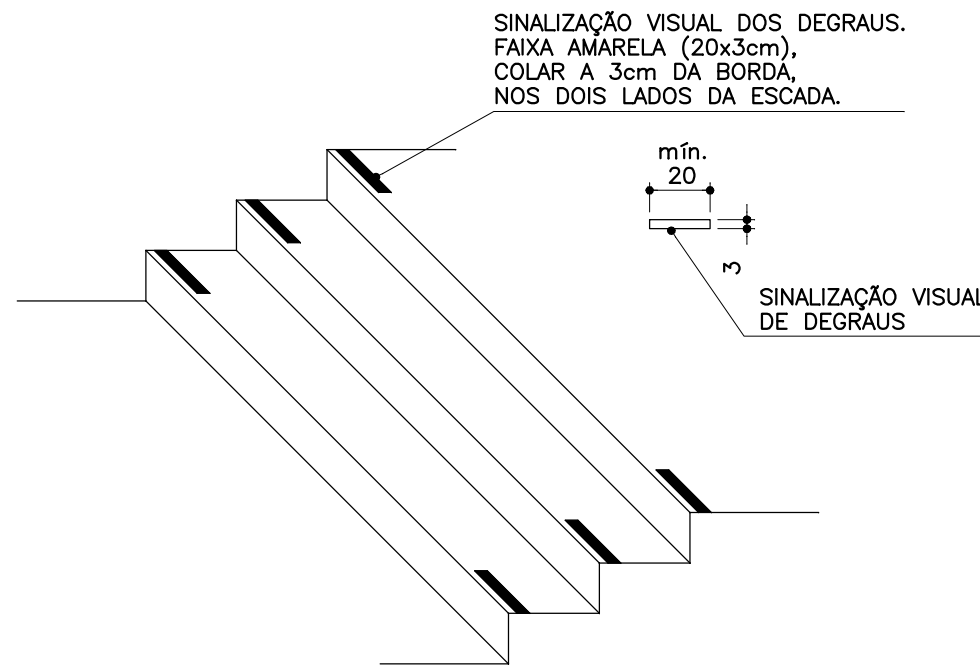 SINALIZAÇÃO VISUAL DOS DEGRAUS.
FAIXA AMARELA (20x3cm),
COLAR A 3cm DA BORDA,
NOS DOIS LADOS DA ESCADA.
mín.
20
3
SINALIZAÇÃO VISUAL
DE DEGRAUS